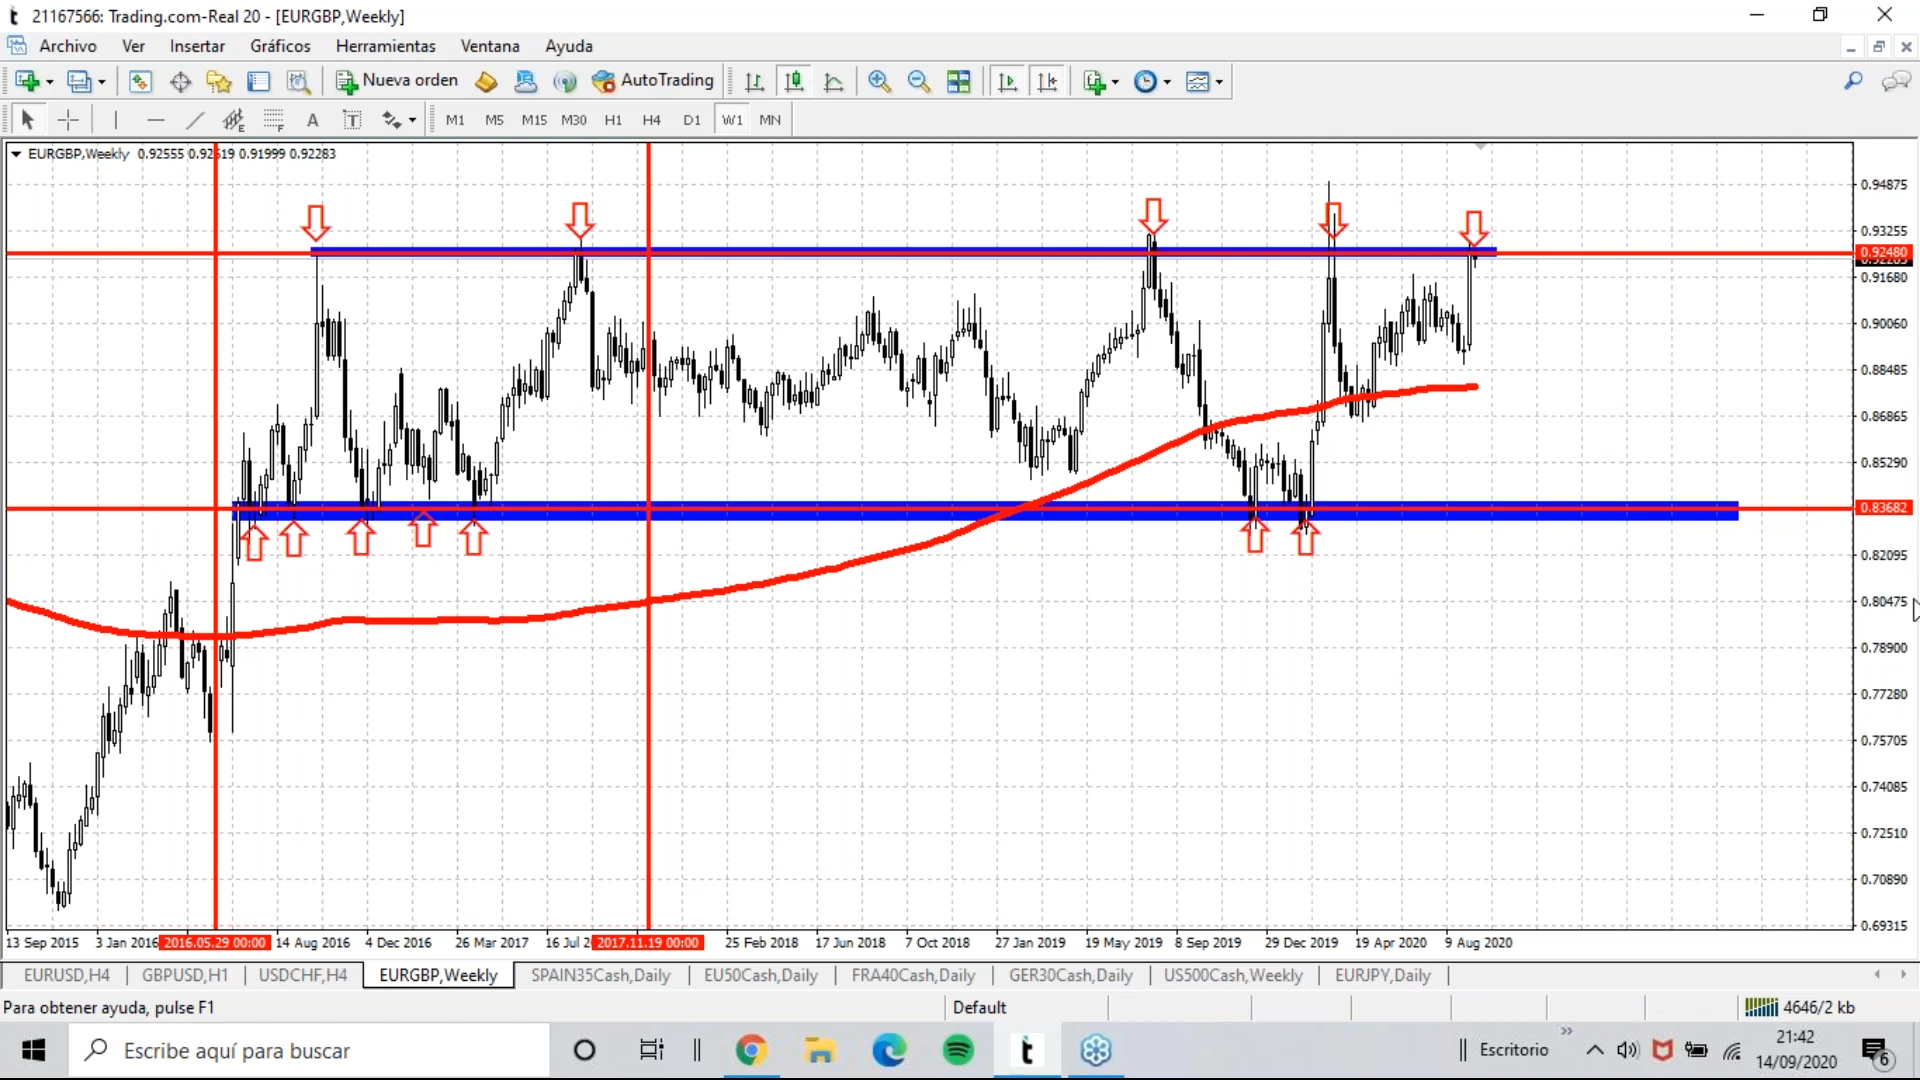 21167566: Trading.com-Real 20 - [EURGBP,Weekly]
Archivo Ver Insertar Gráficos Herramientas Ventana Ayuda
Nueva orden AutoTrading
A T M1 M5 M15 M30 H1 H4 D1 W1 MN
EURGBP,Weekly 0.92555 0.92619 0.91999 0.92283
0.94875
0.93255
0.92480
0.91680
0.90060
0.88485
0.86865
0.85290
0.83682
0.82095
0.80475
0.78900
0.77280
0.75705
0.74085
0.72510
0.70890
0.69315
13 Sep 2015 3 Jan 2016 2016.05.29 00:00 14 Aug 2016 4 Dec 2016 26 Mar 2017 16 Jul 2017.11.19 00:00 25 Feb 2018 17 Jun 2018 7 Oct 2018 27 Jan 2019 19 May 2019 8 Sep 2019 29 Dec 2019 19 Apr 2020 9 Aug 2020
EURUSD,H4 GBPUSD,H1 USDCHF,H4 EURGBP,Weekly SPAIN35Cash,Daily EU50Cash,Daily FRA40Cash,Daily GER30Cash,Daily US500Cash,Weekly EURJPY,Daily
Para obtener ayuda, pulse F1 Default 4646/2 kb
Escribe aquí para buscar Escritorio 21:42
14/09/2020 6